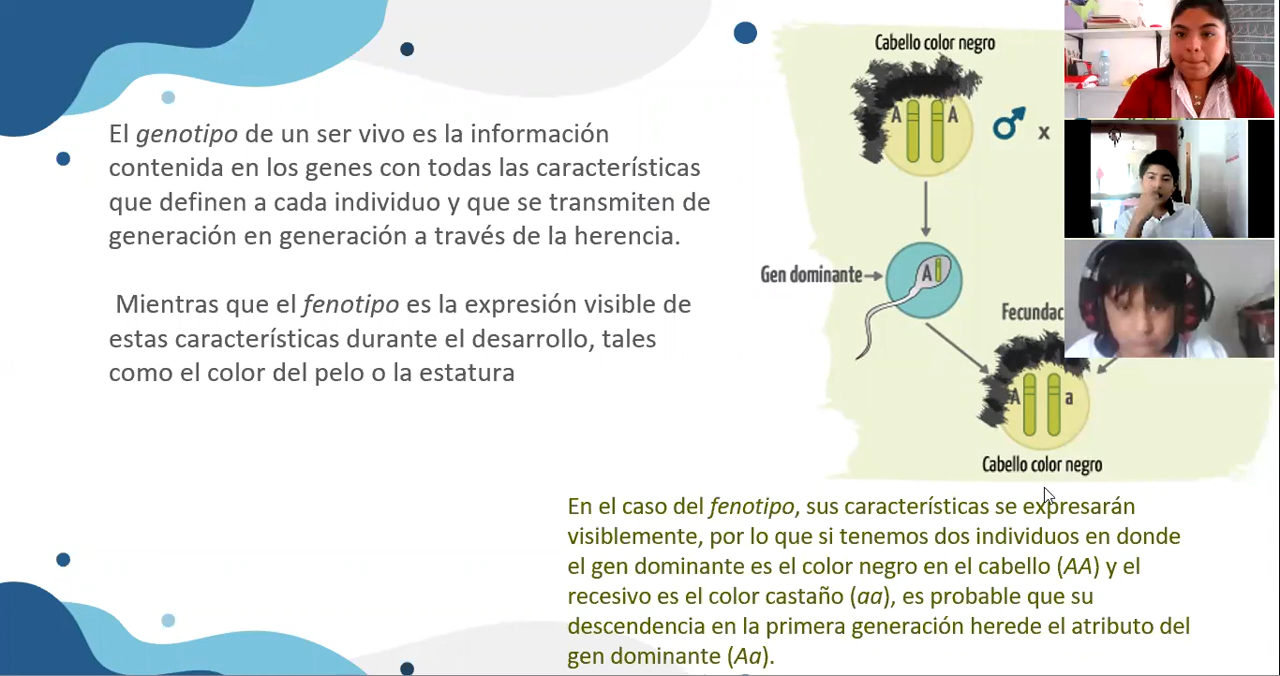 El genotipo de un ser vivo es la información
contenida en los genes con todas las características
que definen a cada individuo y que se transmiten de
generación en generación a través de la herencia.
Mientras que el fenotipo es la expresión visible de
estas características durante el desarrollo, tales
como el color del pelo o la estatura
Cabello color negro
A A
x
Gen dominante
A
Fecundac
A a
Cabello color negro
En el caso del fenotipo, sus características se expresarán
visiblemente, por lo que si tenemos dos individuos en donde
el gen dominante es el color negro en el cabello (AA) y el
recesivo es el color castaño (aa), es probable que su
descendencia en la primera generación herede el atributo del
gen dominante (Aa).